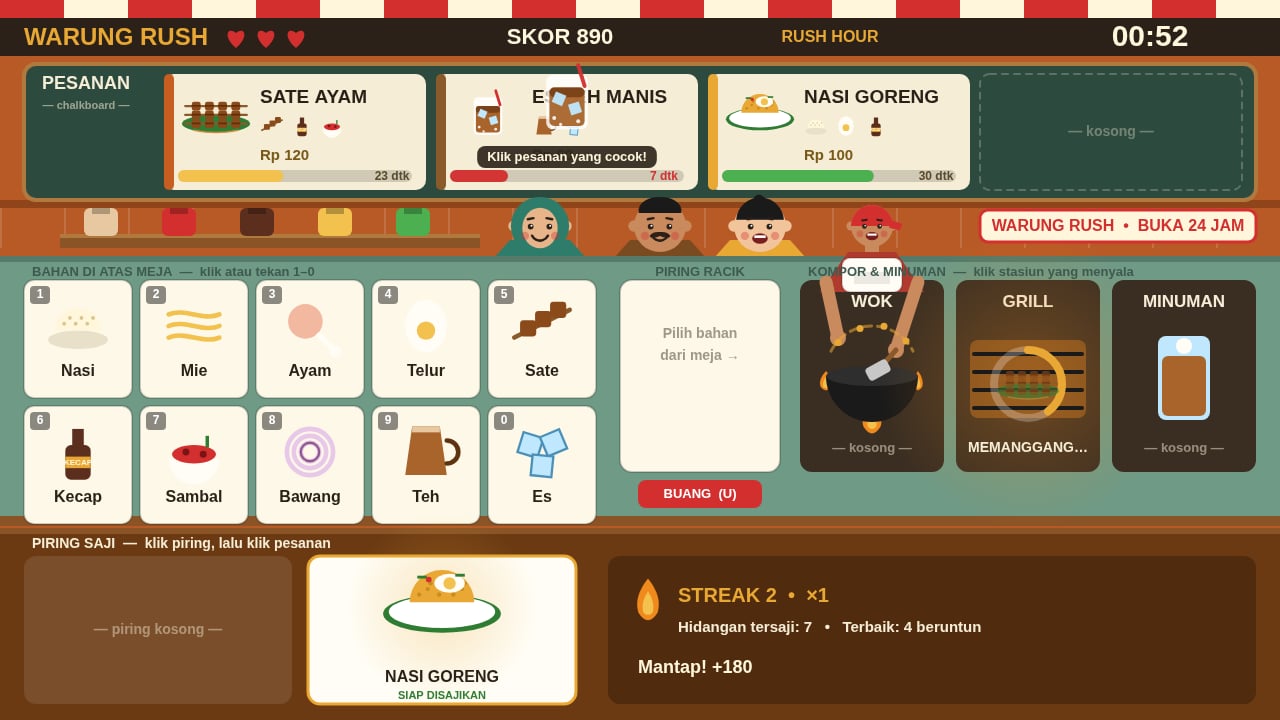 WARUNG RUSH
SKOR 890
RUSH HOUR
00:52
PESANAN
— chalkboard —
SATE AYAM
Rp 120
23 dtk
H MANIS
Klik pesanan yang cocok!
7 dtk
NASI GORENG
Rp 100
30 dtk
— kosong —
WARUNG RUSH • BUKA 24 JAM
BAHAN DI ATAS MEJA — klik atau tekan 1–0
PIRING RACIK
KOMPOR & MINUMAN — klik stasiun yang menyala
1
Nasi
2
Mie
3
Ayam
4
Telur
5
Sate
6
KECAP
Kecap
7
Sambal
8
Bawang
9
Teh
0
Es
Pilih bahan
dari meja →
BUANG (U)
WOK
— kosong —
GRILL
MEMANGGANG...
MINUMAN
— kosong —
PIRING SAJI — klik piring, lalu klik pesanan
— piring kosong —
NASI GORENG
SIAP DISAJIKAN
STREAK 2 • ×1
Hidangan tersaji: 7 • Terbaik: 4 beruntun
Mantap! +180